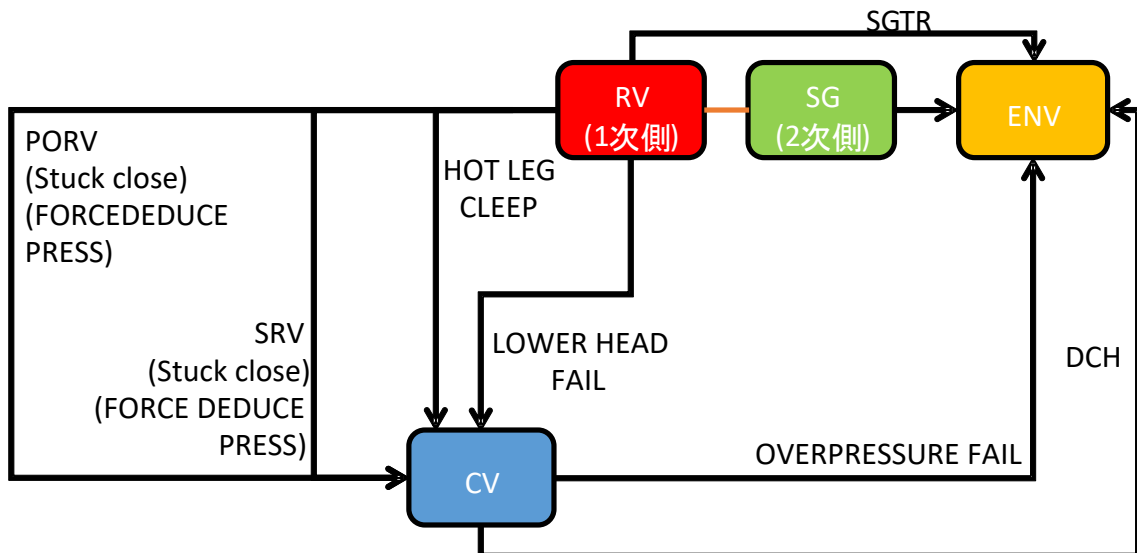 SGTR
RV
(1次側)
SG
(2次側)
ENV
PORV
(Stuck close)
(FORCEDEDUCE
PRESS)
HOT LEG
CLEEP
SRV
(Stuck close)
(FORCE DEDUCE
PRESS)
LOWER HEAD
FAIL
DCH
OVERPRESSURE FAIL
CV